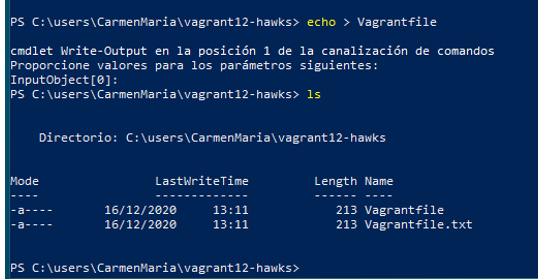 PS C:\users\CarmenMaria\vagrant12-hawks> echo > Vagrantfile
cmdlet Write-Output en la posición 1 de la canalización de comandos
Proporcione valores para los parámetros siguientes:
InputObject[0]:
PS C:\users\CarmenMaria\vagrant12-hawks> ls
Directorio: C:\users\CarmenMaria\vagrant12-hawks
Mode LastWriteTime Length Name
---- ------------- ------ ----
-a---- 16/12/2020 13:11 213 Vagrantfile
-a---- 16/12/2020 13:11 213 Vagrantfile.txt
PS C:\users\CarmenMaria\vagrant12-hawks>